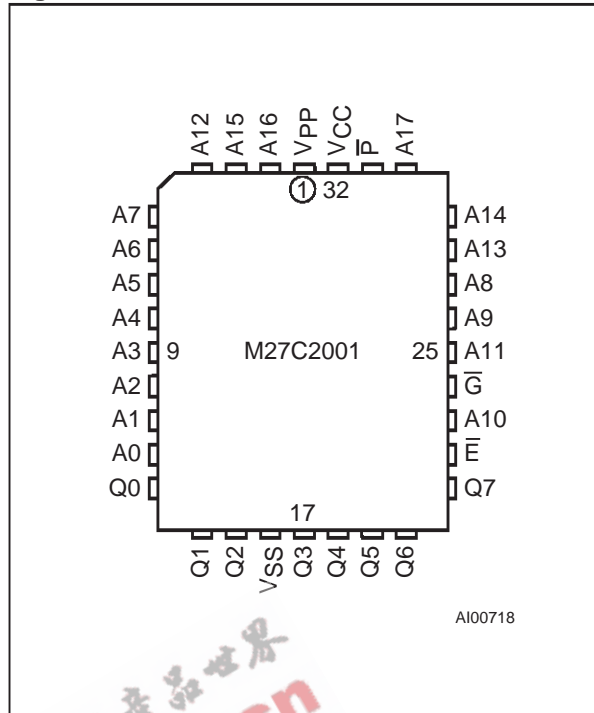 A12 A15 A16 VPP VCC P̅ A17
1 32
A7 A14
A6 A13
A5 A8
A4 A9
A3 9 M27C2001 25 A11
A2 G̅
A1 A10
A0 E̅
Q0 Q7
17
Q1 Q2 VSS Q3 Q4 Q5 Q6
AI00718